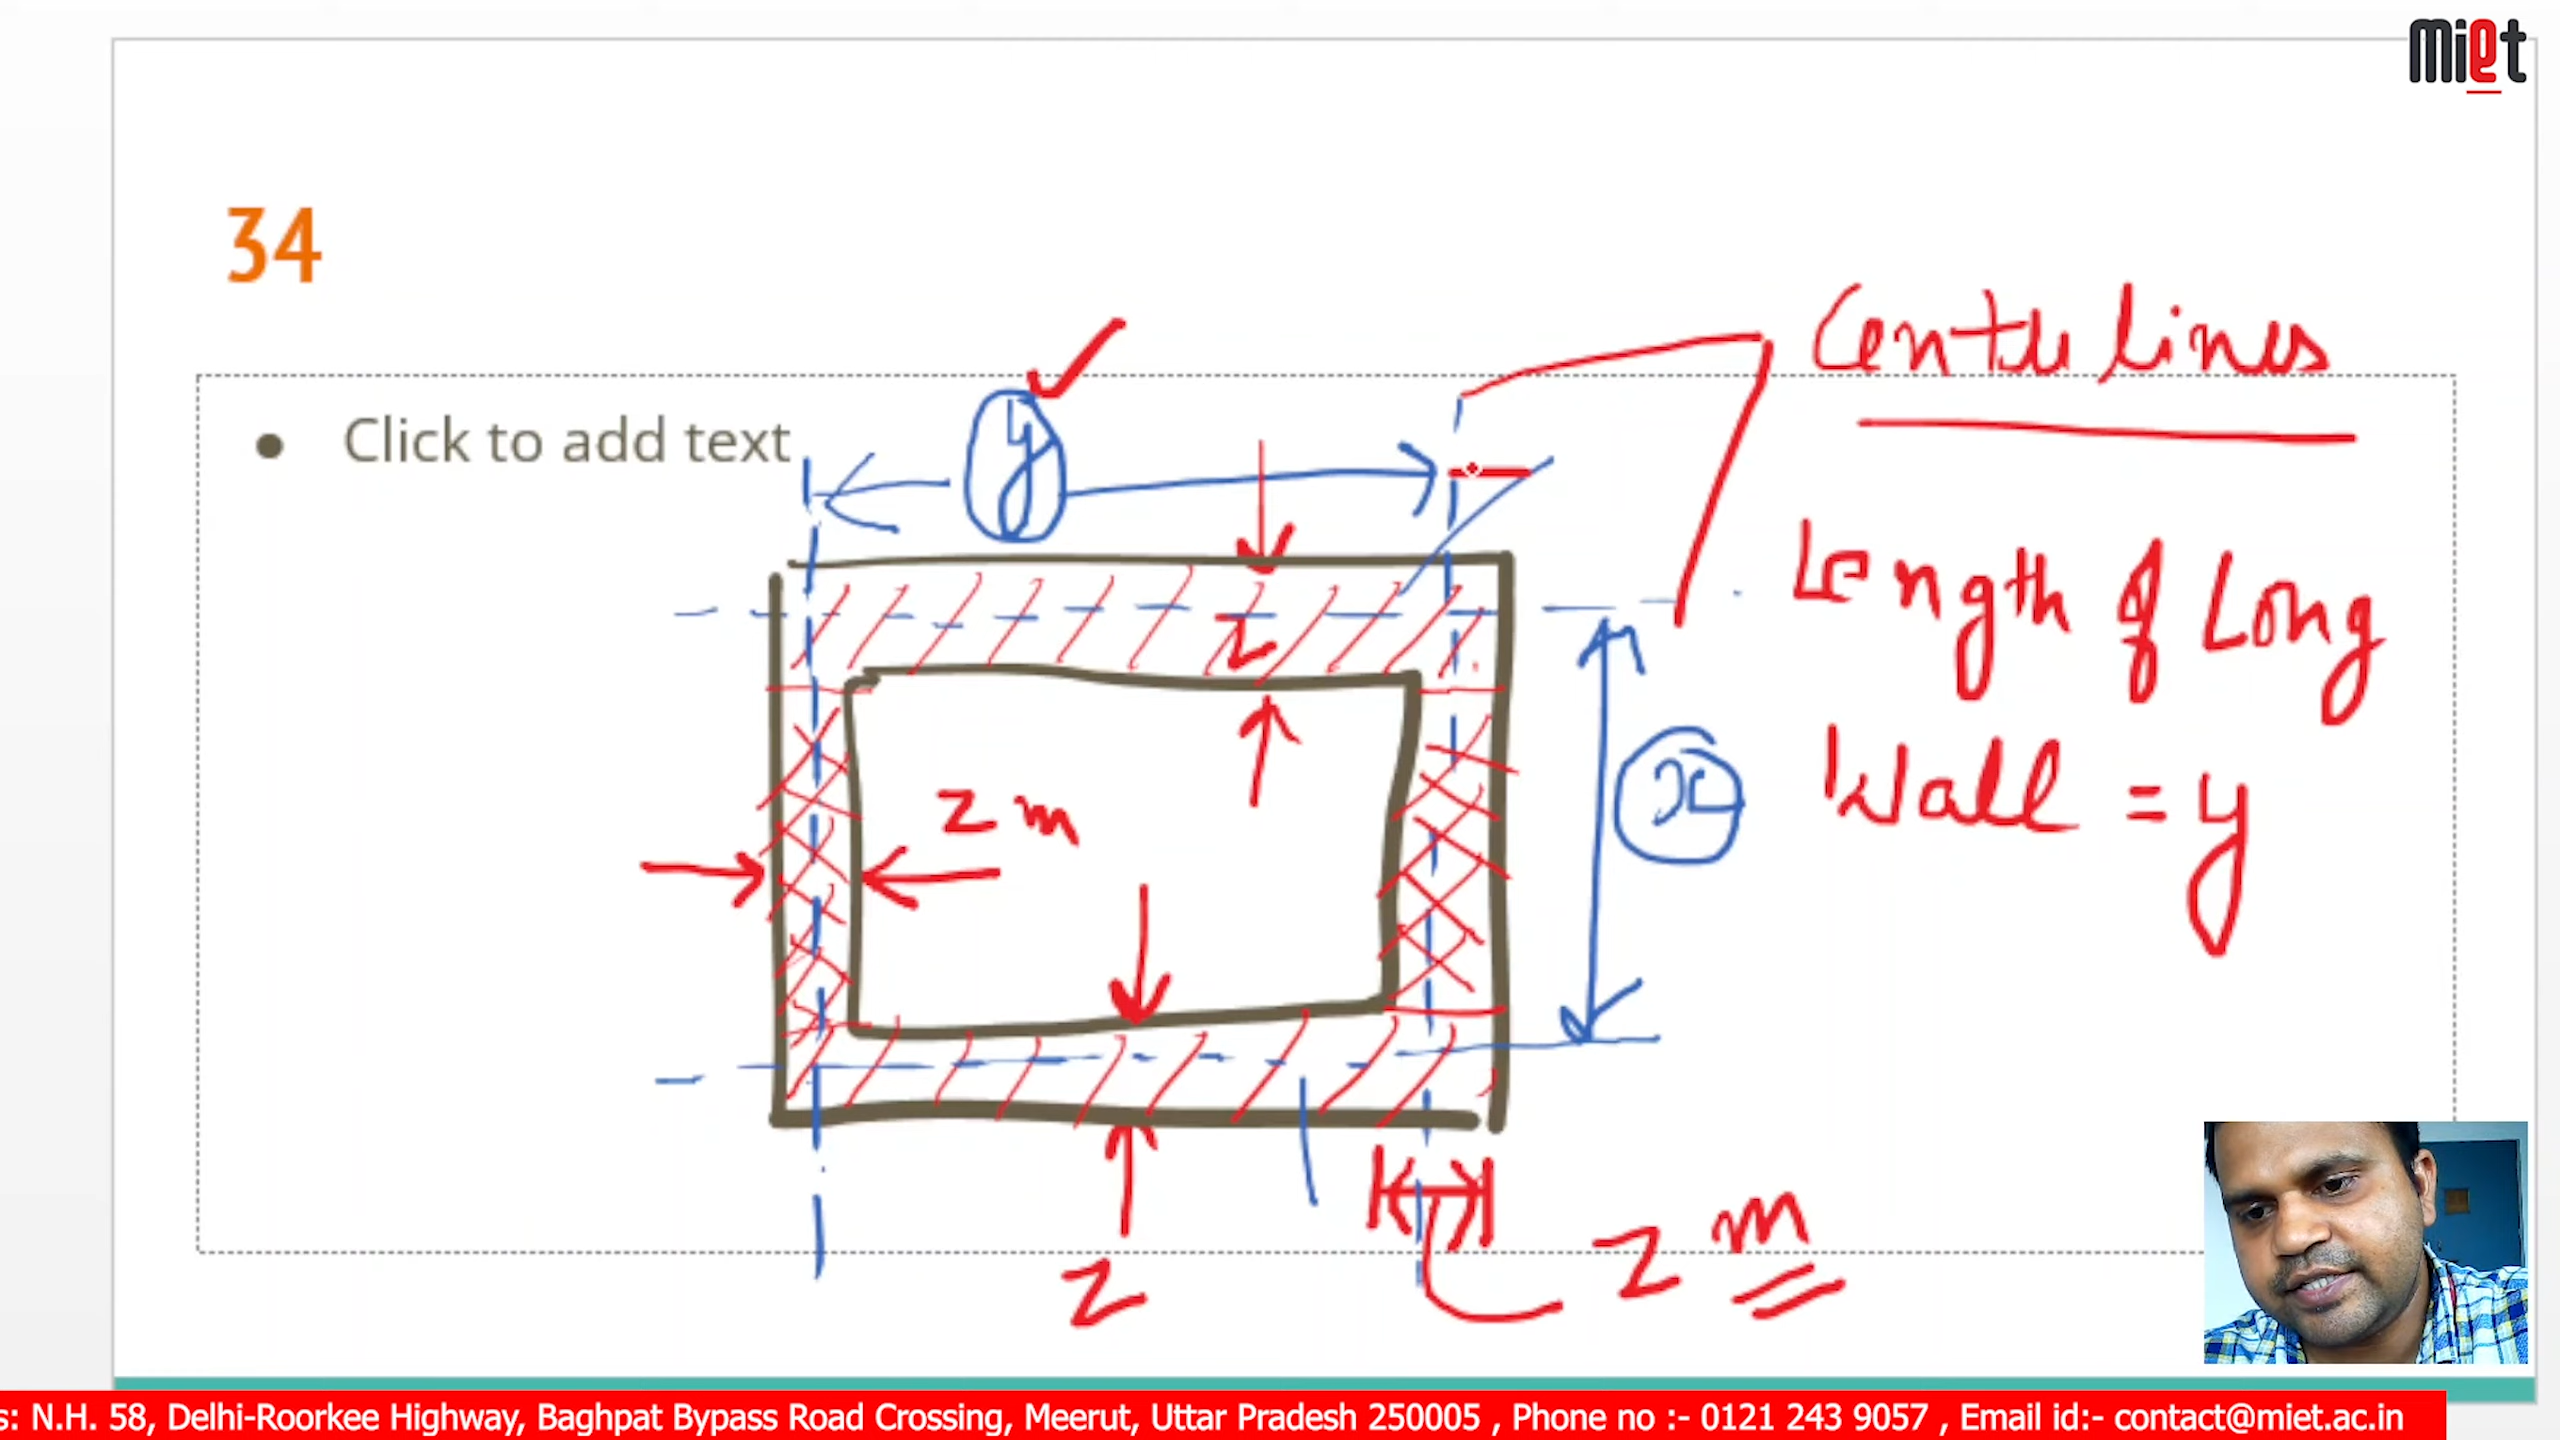 miet
34
Centre lines
y
Click to add text
Length of Long
Z
Wall = y
x
Z m
Z m
Z
s: N.H. 58, Delhi-Roorkee Highway, Baghpat Bypass Road Crossing, Meerut, Uttar Pradesh 250005 , Phone no :- 0121 243 9057 , Email id:- contact@miet.ac.in